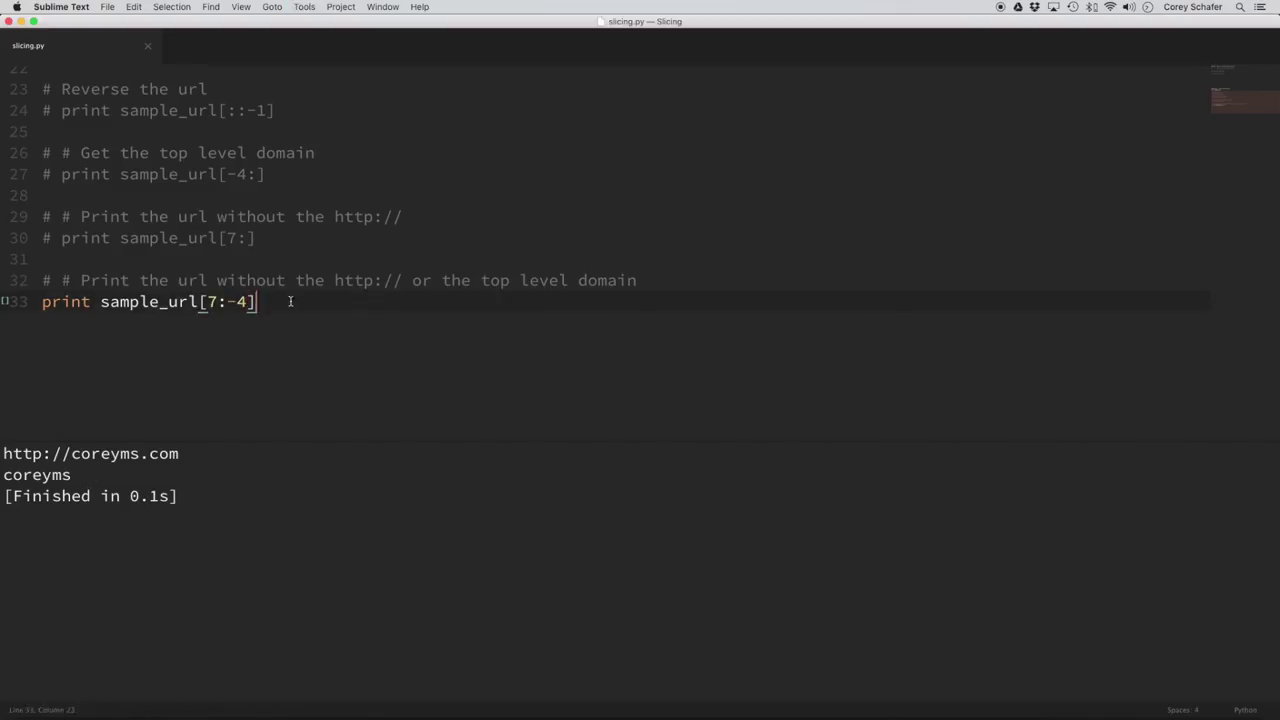 Sublime Text File Edit Selection Find View Goto Tools Project Window Help Corey Schafer
slicing.py — Slicing
slicing.py
22
23 # Reverse the url
24 # print sample_url[::-1]
25
26 # # Get the top level domain
27 # print sample_url[-4:]
28
29 # # Print the url without the http://
30 # print sample_url[7:]
31
32 # # Print the url without the http:// or the top level domain
33 print sample_url[7:-4]
http://coreyms.com
coreyms
[Finished in 0.1s]
Line 33, Column 23 Spaces: 4 Python